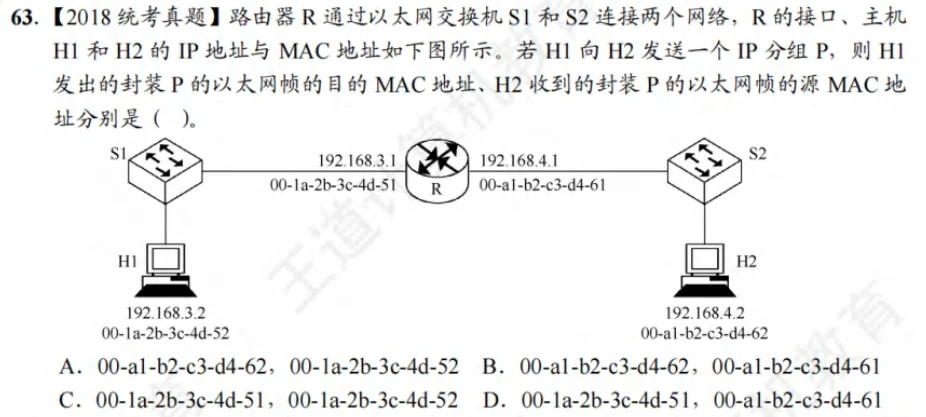 63.【2018 统考真题】路由器 R 通过以太网交换机 S1 和 S2 连接两个网络，R 的接口、主机
H1 和 H2 的 IP 地址与 MAC 地址如下图所示。若 H1 向 H2 发送一个 IP 分组 P，则 H1
发出的封装 P 的以太网帧的目的 MAC 地址、H2 收到的封装 P 的以太网帧的源 MAC 地
址分别是（ ）。
S1 192.168.3.1 192.168.4.1 S2
00-1a-2b-3c-4d-51 R 00-a1-b2-c3-d4-61
H1 H2
192.168.3.2 192.168.4.2
00-1a-2b-3c-4d-52 00-a1-b2-c3-d4-62
A．00-a1-b2-c3-d4-62，00-1a-2b-3c-4d-52 B．00-a1-b2-c3-d4-62，00-a1-b2-c3-d4-61
C．00-1a-2b-3c-4d-51，00-1a-2b-3c-4d-52 D．00-1a-2b-3c-4d-51，00-a1-b2-c3-d4-61
王道计算机教育